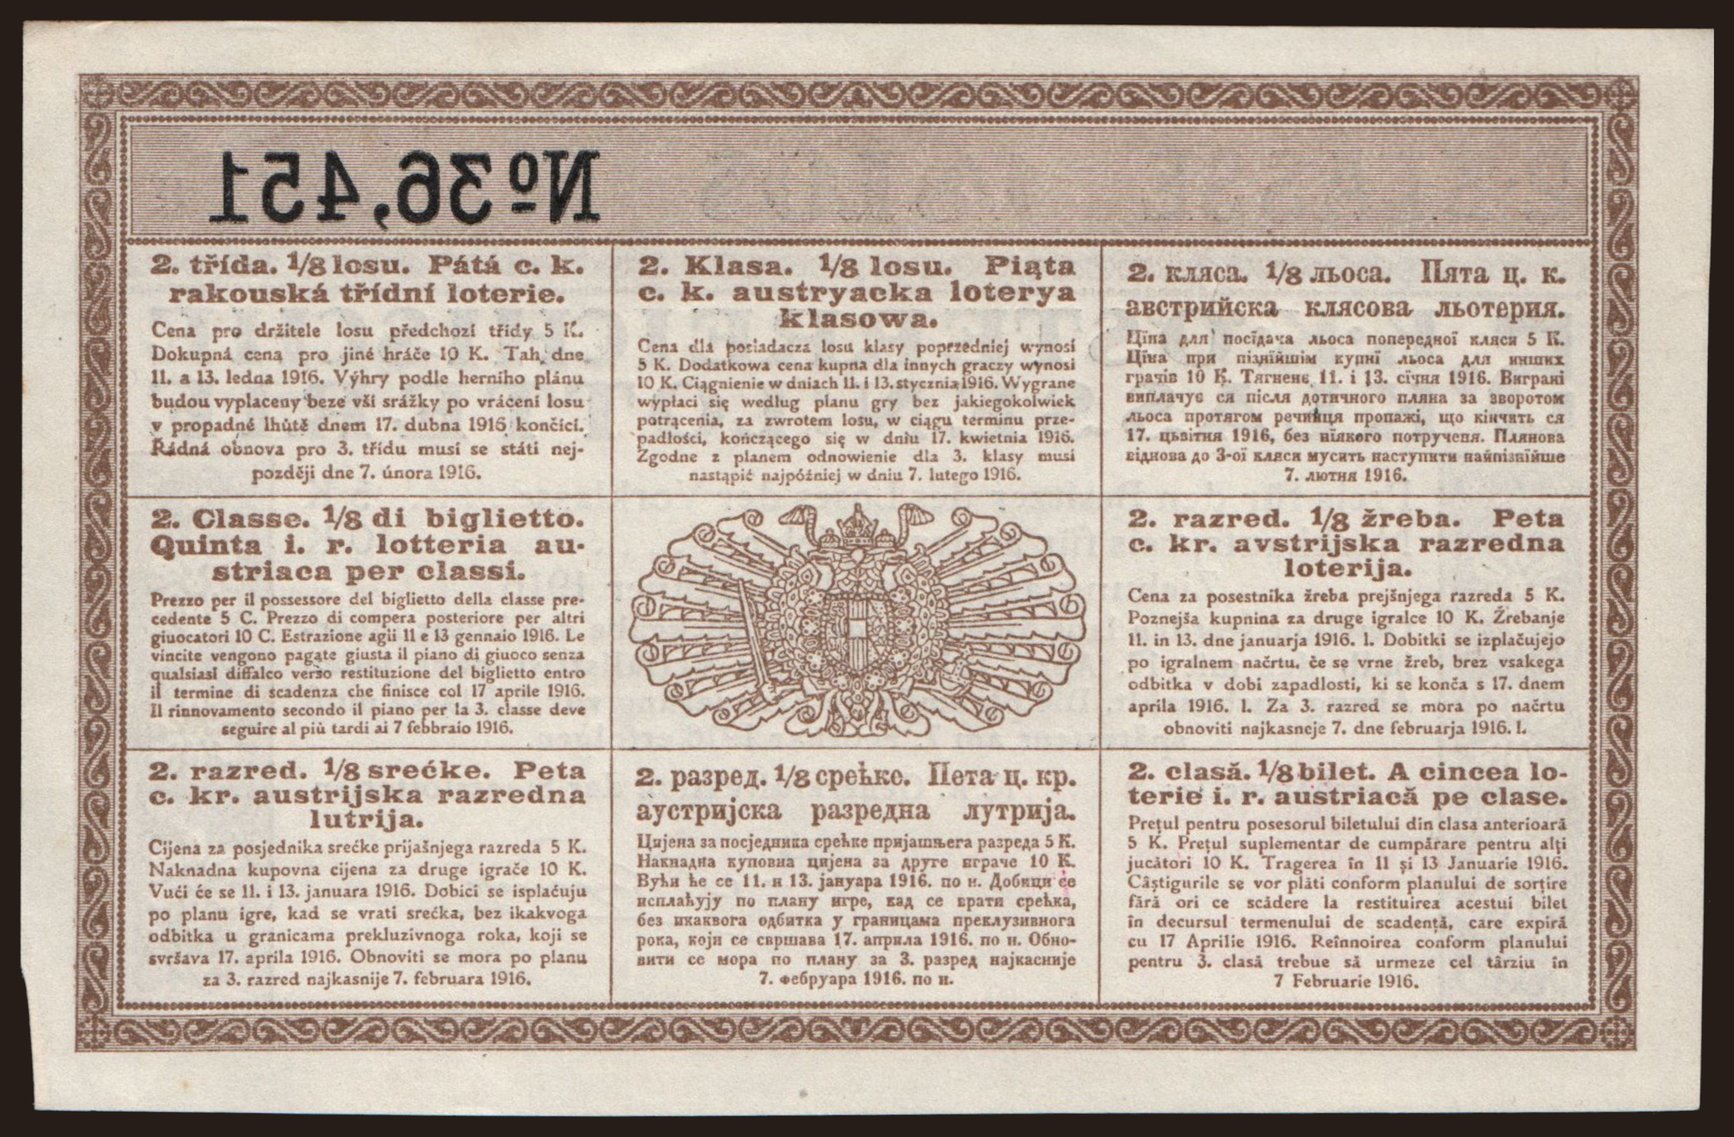 № 36,451
2. třída. 1/8 losu. Pátá c. k.
rakouská třídní loterie.
Cena pro držitele losu předchozí třídy 5 K.
Dokupná cena pro jiné hráče 10 K. Tah dne
11. a 13. ledna 1916. Výhry podle herního plánu
budou vyplaceny beze vší srážky po vrácení losu
v propadné lhůtě dnem 17. dubna 1916 končící.
Řádná obnova pro 3. třídu musí se státi nej-
později dne 7. února 1916.
2. Klasa. 1/8 losu. Piąta
c. k. austryacka loterya
klasowa.
Cena dla posiadacza losu klasy poprzedniej wynosi
5 K. Dodatkowa cena kupna dla innych graczy wynosi
10 K. Ciągnienie w dniach 11. i 13. stycznia 1916. Wygrane
wypłaci się według planu gry bez jakiegokolwiek
potrącenia, za zwrotem losu, w ciągu terminu prze-
padłości, kończącego się w dniu 17. kwietnia 1916.
Zgodne z planem odnowienie dla 3. klasy musi
nastąpić najpóźniej w dniu 7. lutego 1916.
2. кляса. 1/8 льоса. Пята ц. к.
австрийска клясова льотерия.
Цїна для посїдача льоса попередної кляси 5 К.
Цїна при пізнїйшім купнї льоса для инших
грачів 10 К. Тягненє 11. і 13. сїчня 1916. Виграні
виплачує ся після дотичного пляна за зворотом
льоса протягом речинця пропажі, що кінчить ся
17. цьвітня 1916, без нїякого потрученя. Плянова
віднова до 3-ої кляси мусить наступити найпізнїйше
7. лютня 1916.
2. Classe. 1/8 di biglietto.
Quinta i. r. lotteria au-
striaca per classi.
Prezzo per il possessore del biglietto della classe pre-
cedente 5 C. Prezzo di compera posteriore per altri
giuocatori 10 C. Estrazione agii 11 e 13 gennaio 1916. Le
vincite vengono pagate giusta il piano di giuoco senza
qualsiasi diffalco verso restituzione del biglietto entro
il termine di scadenza che finisce col 17 aprile 1916.
Il rinnovamento secondo il piano per la 3. classe deve
seguire al più tardi ai 7 febbraio 1916.
2. razred. 1/8 žreba. Peta
c. kr. avstrijska razredna
loterija.
Cena za posestnika žreba prejšnjega razreda 5 K.
Poznejša kupnina za druge igralce 10 K. Žrebanje
11. in 13. dne januarja 1916. l. Dobitki se izplačujejo
po igralnem načrtu, če se vrne žreb, brez vsakega
odbitka v dobi zapadlosti, ki se konča s 17. dnem
aprila 1916. l. Za 3. razred se mora po načrtu
obnoviti najkasneje 7. dne februarja 1916. l.
2. razred. 1/8 srećke. Peta
c. kr. austrijska razredna
lutrija.
Cijena za posjednika srećke prijašnjega razreda 5 K.
Naknadna kupovna cijena za druge igrače 10 K.
Vući će se 11. i 13. januara 1916. Dobici se isplaćuju
po planu igre, kad se vrati srećka, bez ikakvoga
odbitka u granicama prekluzivnoga roka, koji se
svršava 17. aprila 1916. Obnoviti se mora po planu
za 3. razred najkasnije 7. februara 1916.
2. разред. 1/8 срећке. Пета ц. кр.
аустријска разредна лутрија.
Цијена за посједника срећке пријашњега разреда 5 К.
Накнадна куповна цијена за друге играче 10 К.
Вући ће се 11. и 13. јануара 1916. по н. Добици се
исплаћују по плану игре, кад се врати срећка,
без икаквога одбитка у границама преклузивнога
рока, који се свршава 17. априла 1916. по н. Обно-
вити се мора по плану за 3. разред најкасније
7. фебруара 1916. по н.
2. clasă. 1/8 bilet. A cincea lo-
terie i. r. austriacă pe clase.
Prețul pentru posesorul biletului din clasa anterioară
5 K. Prețul suplementar de cumpărare pentru alți
jucători 10 K. Tragerea în 11 și 13 Januarie 1916.
Câștigurile se vor plăti conform planului de sorțire
fără ori ce scădere la restituirea acestui bilet
în decursul termenului de scadență, care expiră
cu 17 Aprilie 1916. Reînnoirea conform planului
pentru 3. clasă trebue să urmeze cel târziu în
7 Februarie 1916.